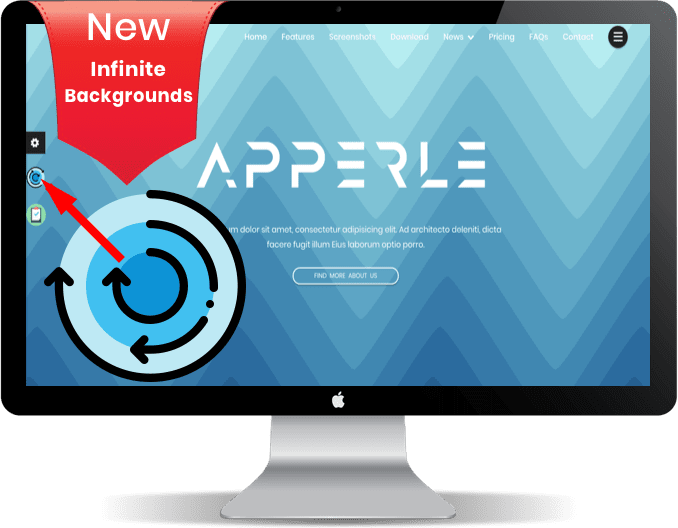 New
Infinite
Backgrounds
Home Features Screenshots Download News Pricing FAQs Contact
APPERLE
dolor sit amet, consectetur adipisicing elit. Ad architecto deleniti, dicta
facere fugit illum Eius laborum optio porro.
FIND MORE ABOUT US